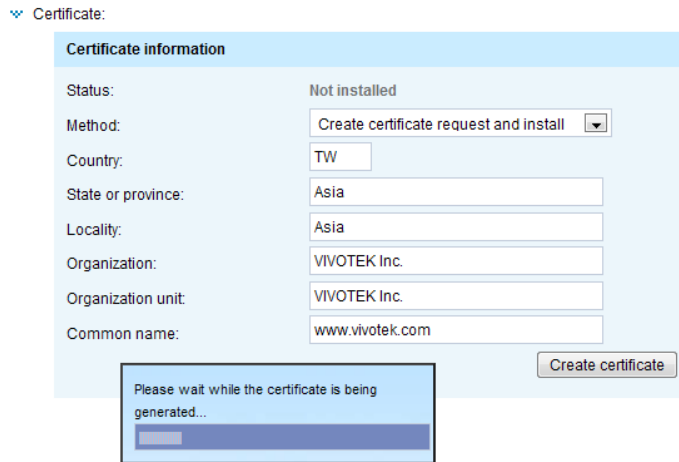 Certificate:
Certificate information
Status: Not installed
Method: Create certificate request and install
Country: TW
State or province: Asia
Locality: Asia
Organization: VIVOTEK Inc.
Organization unit: VIVOTEK Inc.
Common name: www.vivotek.com
Create certificate
Please wait while the certificate is being
generated...